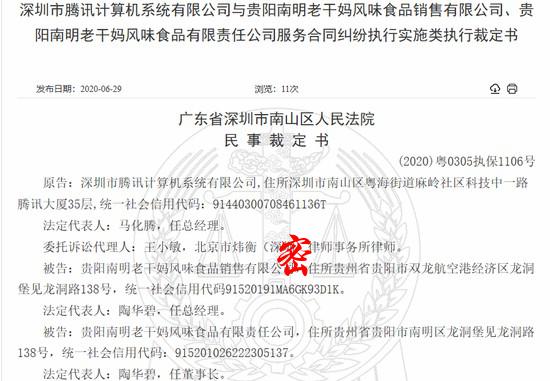 深圳市腾讯计算机系统有限公司与贵阳南明老干妈风味食品销售有限公司、贵
阳南明老干妈风味食品有限责任公司服务合同纠纷执行实施类执行裁定书
发布日期：2020-06-29 浏览：11次
广东省深圳市南山区人民法院
民 事 裁 定 书
(2020)粤0305执保1106号
原告：深圳市腾讯计算机系统有限公司,住所深圳市南山区粤海街道麻岭社区科技中一路
腾讯大厦35层,统一社会信用代码：9144030070846​1136T
法定代表人：马化腾，任总经理。
委托诉讼代理人：王小敏，北京市炜衡（深 律师事务所律师。
密
被告：贵阳南明老干妈风味食品销售有限公 住所贵州省贵阳市双龙航空港经济区龙洞
堡见龙洞路138号，统一社会信用代码91520191MA6GK93D1K。
法定代表人：陶华碧，任总经理。
被告：贵阳南明老干妈风味食品有限责任公司，住所贵州省贵阳市南明区龙洞堡见龙洞路
138号，统一社会信用代码：915201026222305137。
法定代表人：陶华碧，任董事长。